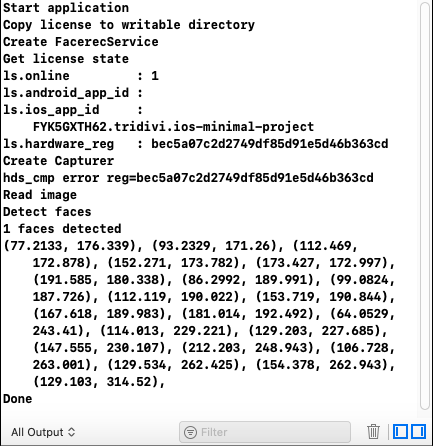 Start application
Copy license to writable directory
Create FacerecService
Get license state
ls.online         : 1
ls.android_app_id :
ls.ios_app_id     :
    FYK5GXTH62.tridivi.ios-minimal-project
ls.hardware_reg   : bec5a07c2d2749df85d91e5d46b363cd
Create Capturer
hds_cmp error reg=bec5a07c2d2749df85d91e5d46b363cd
Read image
Detect faces
1 faces detected
(77.2133, 176.339), (93.2329, 171.26), (112.469,
    172.878), (152.271, 173.782), (173.427, 172.997),
    (191.585, 180.338), (86.2992, 189.991), (99.0824,
    187.726), (112.119, 190.022), (153.719, 190.844),
    (167.618, 189.983), (181.014, 192.492), (64.0529,
    243.41), (114.013, 229.221), (129.203, 227.685),
    (147.555, 230.107), (212.203, 248.943), (106.728,
    263.001), (129.534, 262.425), (154.378, 262.943),
    (129.103, 314.52),
Done
All Output
Filter